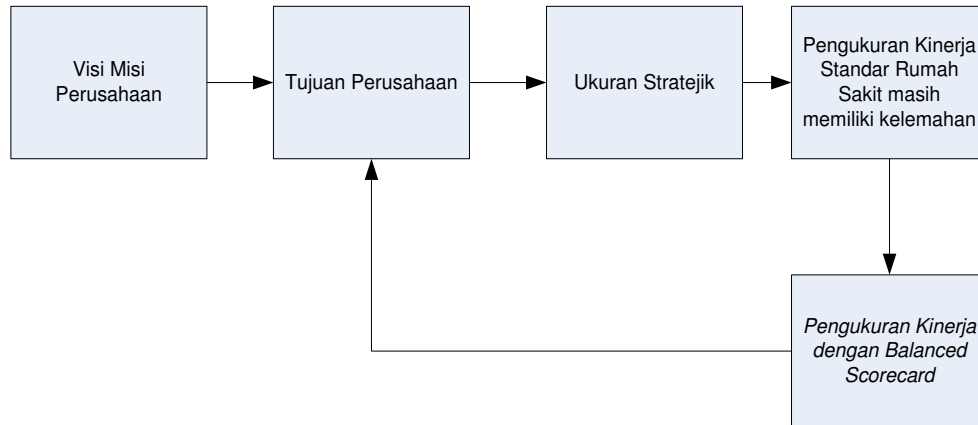 Visi Misi
Perusahaan
Tujuan Perusahaan
Ukuran Stratejik
Pengukuran Kinerja
Standar Rumah
Sakit masih
memiliki kelemahan
Pengukuran Kinerja
dengan Balanced
Scorecard